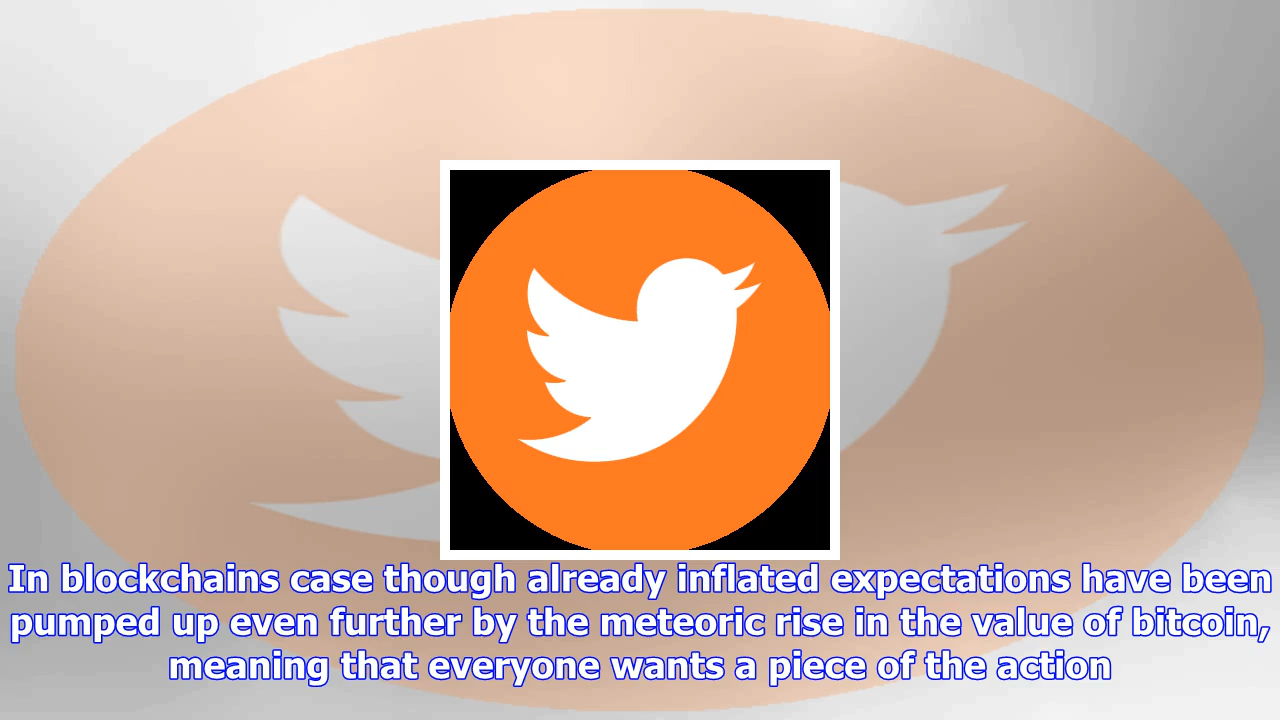 In blockchains case though already inflated expectations have been
pumped up even further by the meteoric rise in the value of bitcoin,
meaning that everyone wants a piece of the action